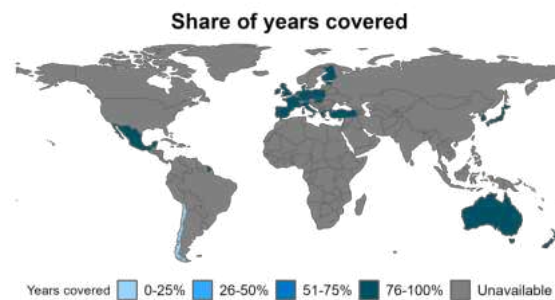 Share of years covered
Years covered 0-25% 26-50% 51-75% 76-100% Unavailable